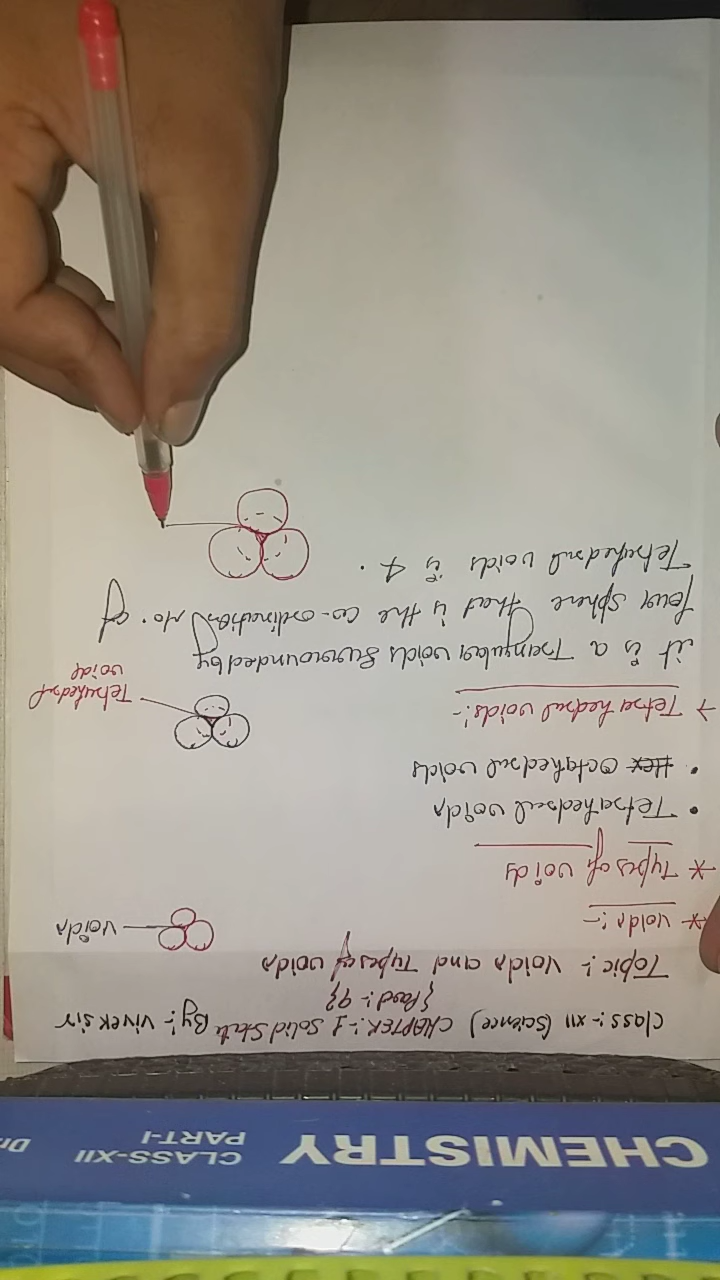 CHEMISTRY
CLASS-XII
PART-I
Class:- XII (Science) CHAPTER:- 1 Solid State By:- Vivek sir
{Part:- 9}
Topic:- Voids and Types of voids
* voids:-
voids
* Types of voids
• Tetrahedral voids
• Octahedral voids
→ Tetrahedral voids:-
Tetrahedral
void
it is a Triangular voids Surrounded by
four sphere that is the co-ordination No. of
Tetrahedral voids is 4.